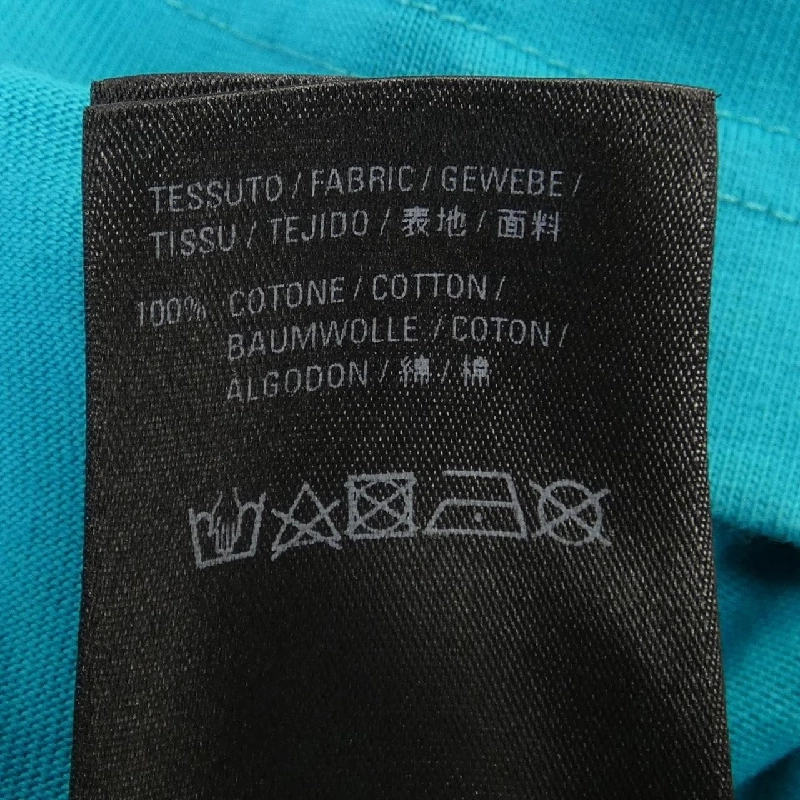 TESSUTO / FABRIC / GEWEBE /
TISSU / TEJIDO / 表地 / 面料
100% COTONE / COTTON /
BAUMWOLLE / COTON /
ALGODON / 綿 / 棉